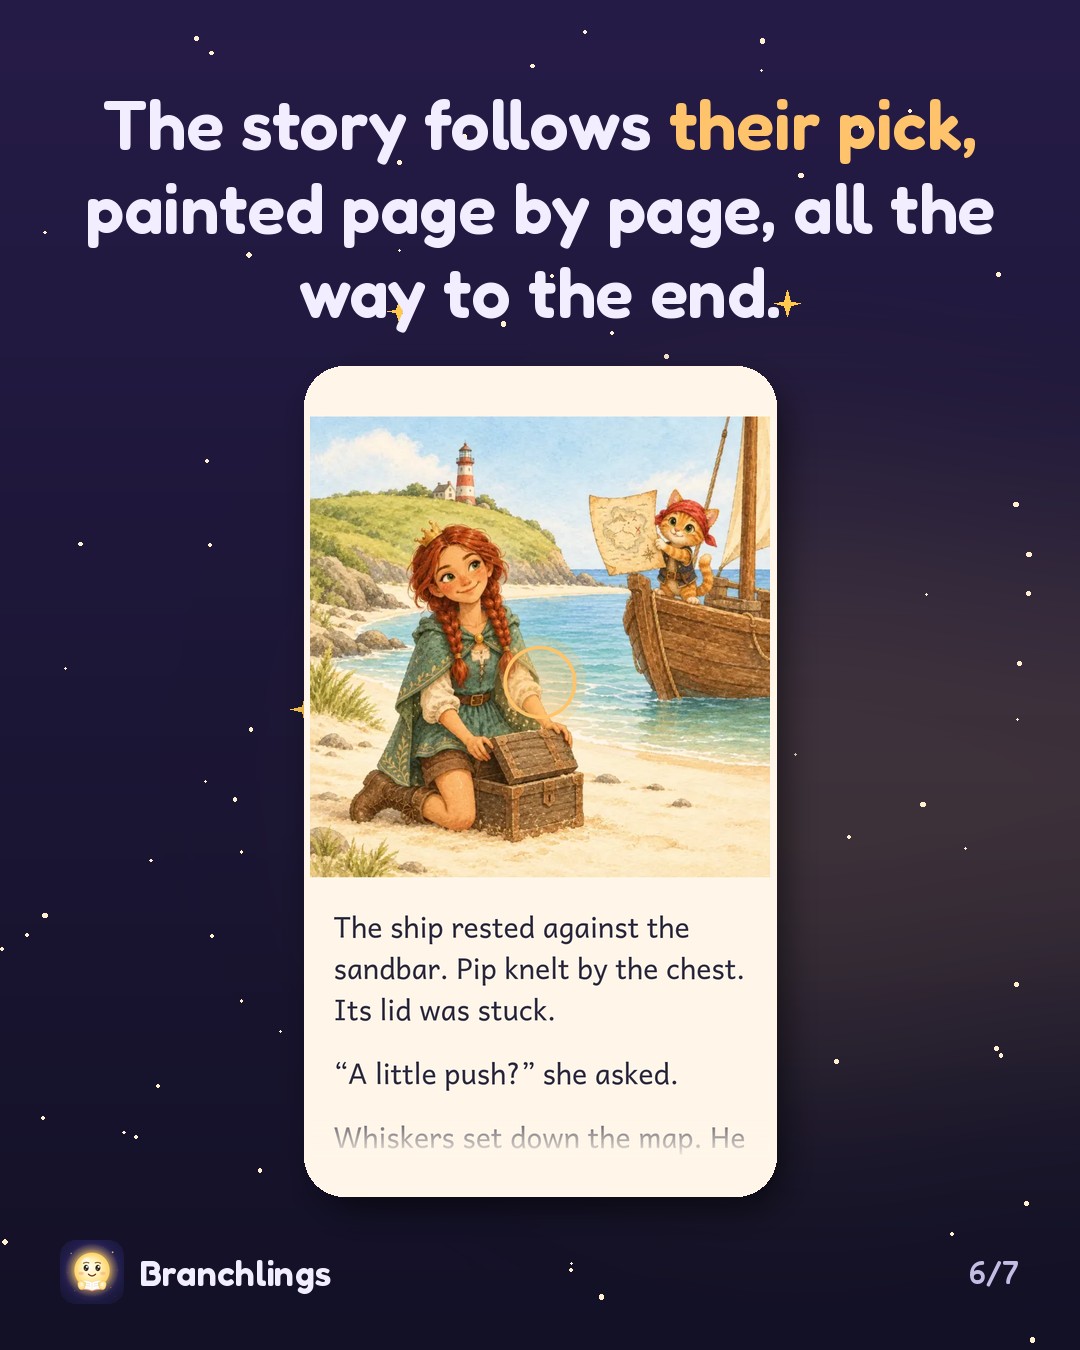 The story follows their pick,
painted page by page, all the
way to the end.
The ship rested against the
sandbar. Pip knelt by the chest.
Its lid was stuck.
“A little push?” she asked.
Whiskers set down the map. He
Branchlings
6/7